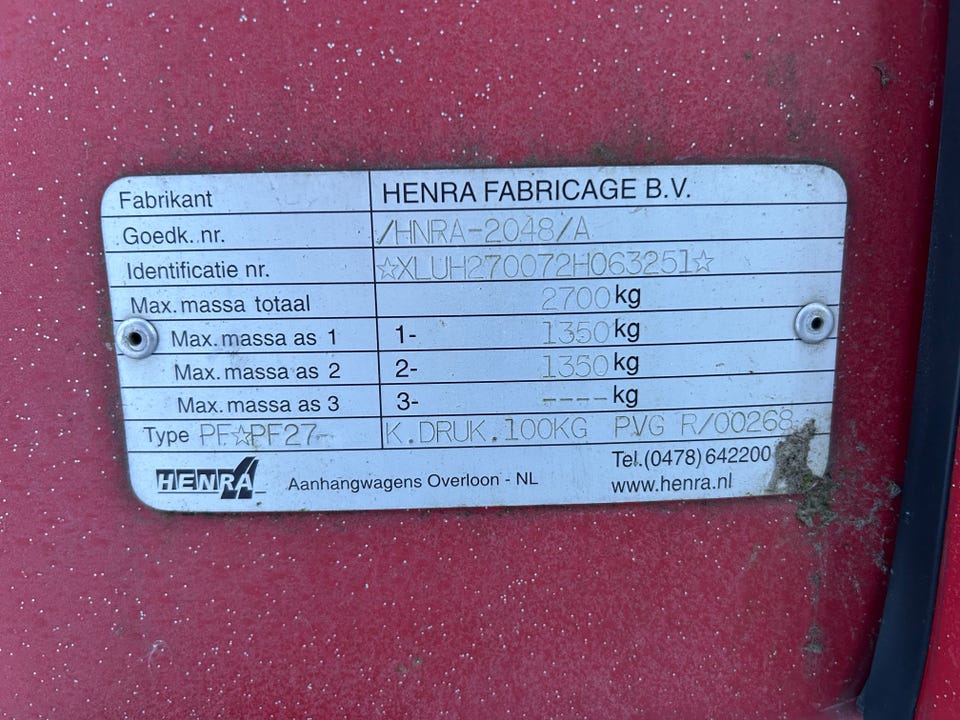 Fabrikant HENRA FABRICAGE B.V.
Goedk. nr. /HNRA-2048/A
Identificatie nr. ☆XLUH270072H063251☆
Max. massa totaal 2700 kg
Max. massa as 1 1- 1350 kg
Max. massa as 2 2- 1350 kg
Max. massa as 3 3- ---- kg
Type PF☆PF27- K.DRUK.100KG PVG R/00268
HENRA Aanhangwagens Overloon - NL Tel.(0478) 642200
www.henra.nl